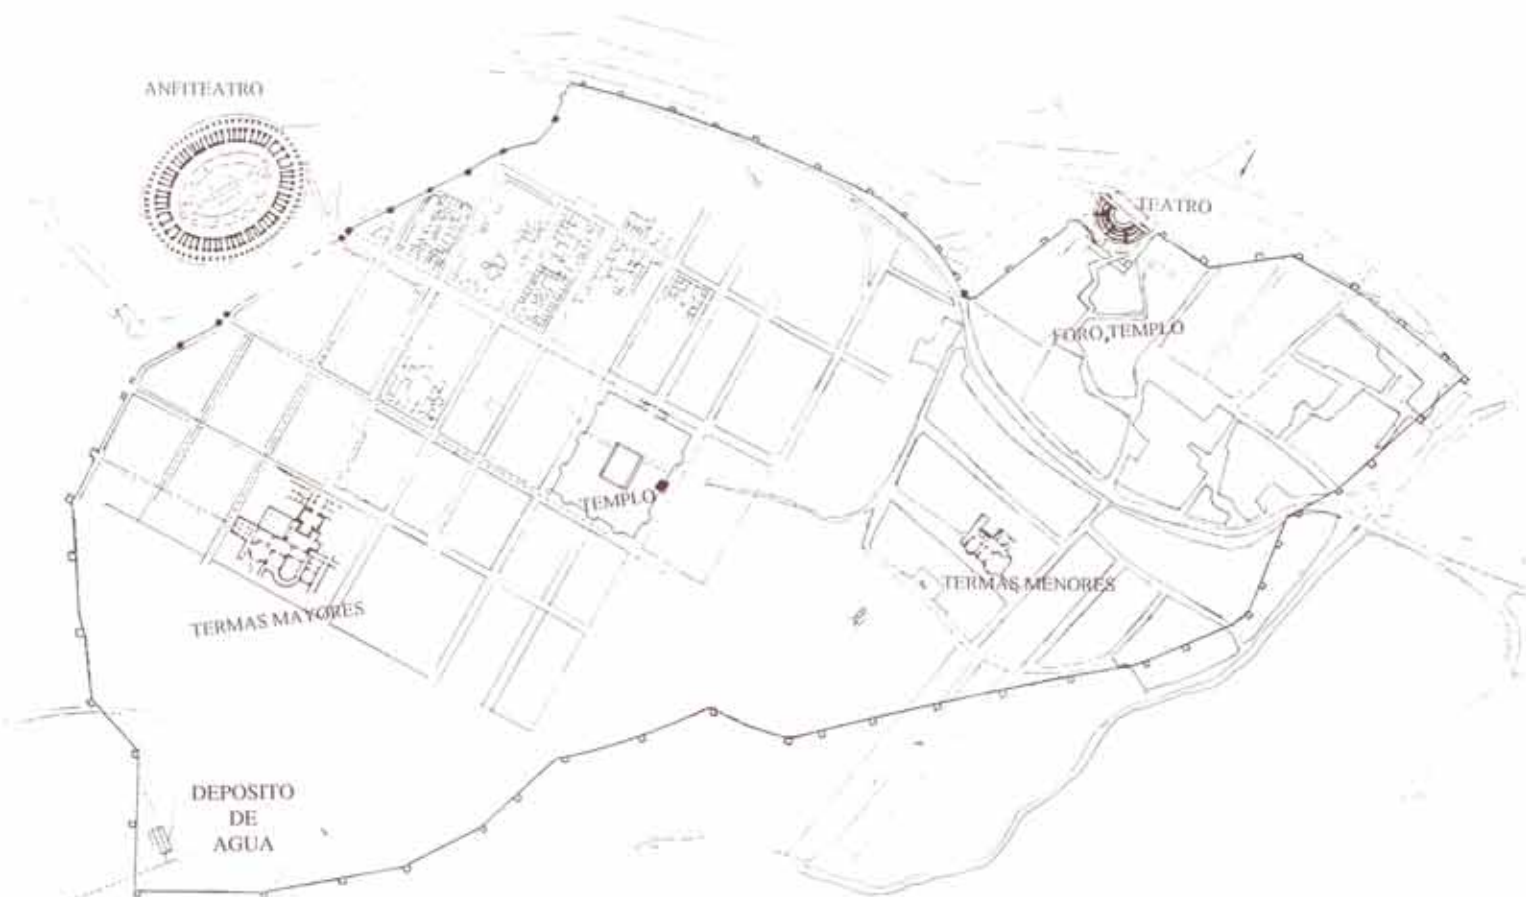 ANFITEATRO
TEATRO
FORO, TEMPLO
TEMPLO
TERMAS MENORES
TERMAS MAYORES
DEPOSITO
DE
AGUA